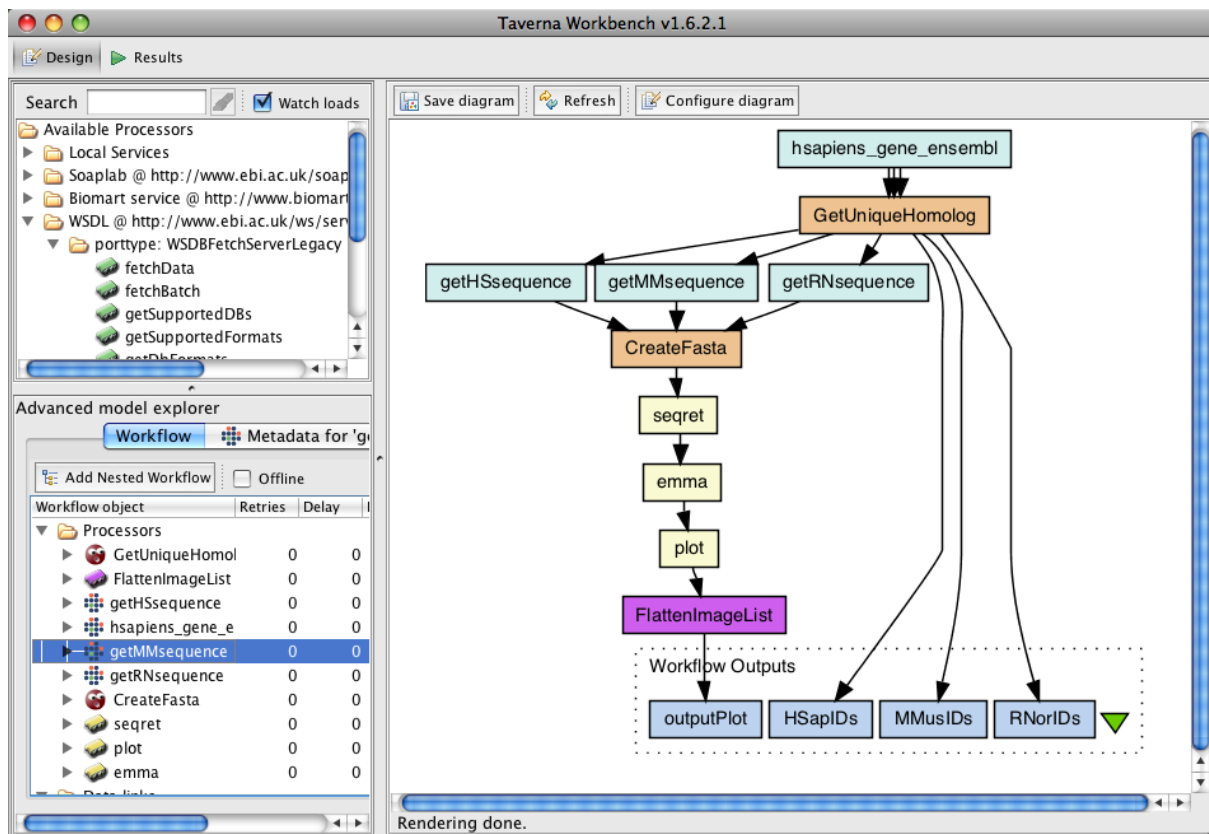 Taverna Workbench v1.6.2.1
Design Results
Search Watch loads
Available Processors
Local Services
Soaplab @ http://www.ebi.ac.uk/soap
Biomart service @ http://www.biomart
WSDL @ http://www.ebi.ac.uk/ws/ser
porttype: WSDBFetchServerLegacy
fetchData
fetchBatch
getSupportedDBs
getSupportedFormats
getDbFormats
Advanced model explorer
Workflow Metadata for 'ge
Add Nested Workflow Offline
Workflow object Retries Delay
Processors
GetUniqueHomol 0 0
FlattenImageList 0 0
getHSsequence 0 0
hsapiens_gene_e 0 0
getMMsequence 0 0
getRNsequence 0 0
CreateFasta 0 0
seqret 0 0
plot 0 0
emma 0 0
Data links
Save diagram Refresh Configure diagram
hsapiens_gene_ensembl
GetUniqueHomolog
getHSsequence getMMsequence getRNsequence
CreateFasta
seqret
emma
plot
FlattenImageList
Workflow Outputs
outputPlot HSapIDs MMusIDs RNorIDs
Rendering done.